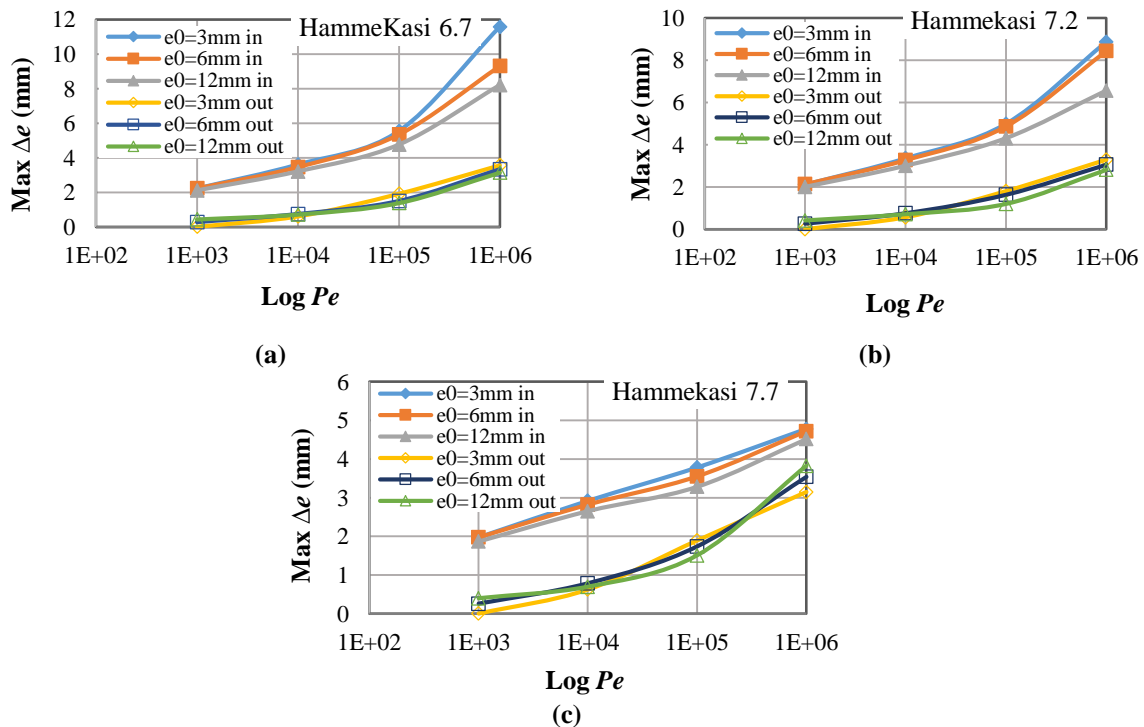 HammeKasi 6.7
12
10
8
6
4
2
0
Max Δe (mm)
e0=3mm in
e0=6mm in
e0=12mm in
e0=3mm out
e0=6mm out
e0=12mm out
1E+02 1E+03 1E+04 1E+05 1E+06
Log Pe
(a)
Hammekasi 7.2
10
8
6
4
2
0
Max Δe (mm)
e0=3mm in
e0=6mm in
e0=12mm in
e0=3mm out
e0=6mm out
e0=12mm out
1E+02 1E+03 1E+04 1E+05 1E+06
Log Pe
(b)
Hammekasi 7.7
6
5
4
3
2
1
0
Max Δe (mm)
e0=3mm in
e0=6mm in
e0=12mm in
e0=3mm out
e0=6mm out
e0=12mm out
1E+02 1E+03 1E+04 1E+05 1E+06
Log Pe
(c)